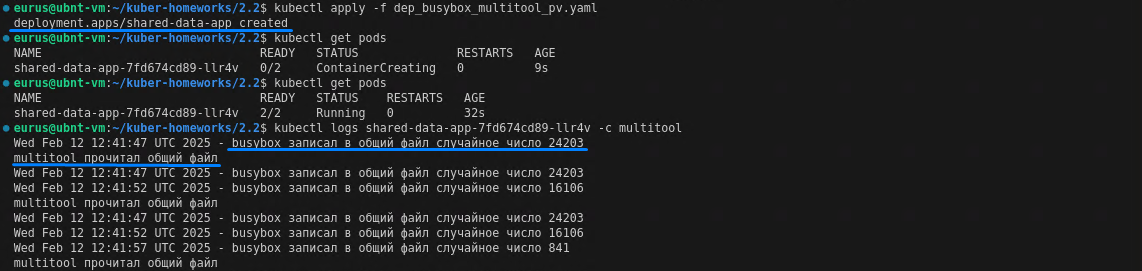 eurus@ubnt-vm:~/kuber-homeworks/2.2$ kubectl apply -f dep_busybox_multitool_pv.yaml
deployment.apps/shared-data-app created
eurus@ubnt-vm:~/kuber-homeworks/2.2$ kubectl get pods
NAME                               READY   STATUS              RESTARTS   AGE
shared-data-app-7fd674cd89-llr4v   0/2     ContainerCreating   0          9s
eurus@ubnt-vm:~/kuber-homeworks/2.2$ kubectl get pods
NAME                               READY   STATUS    RESTARTS   AGE
shared-data-app-7fd674cd89-llr4v   2/2     Running   0          32s
eurus@ubnt-vm:~/kuber-homeworks/2.2$ kubectl logs shared-data-app-7fd674cd89-llr4v -c multitool
Wed Feb 12 12:41:47 UTC 2025 - busybox записал в общий файл случайное число 24203
multitool прочитал общий файл
Wed Feb 12 12:41:47 UTC 2025 - busybox записал в общий файл случайное число 24203
Wed Feb 12 12:41:52 UTC 2025 - busybox записал в общий файл случайное число 16106
multitool прочитал общий файл
Wed Feb 12 12:41:47 UTC 2025 - busybox записал в общий файл случайное число 24203
Wed Feb 12 12:41:52 UTC 2025 - busybox записал в общий файл случайное число 16106
Wed Feb 12 12:41:57 UTC 2025 - busybox записал в общий файл случайное число 841
multitool прочитал общий файл